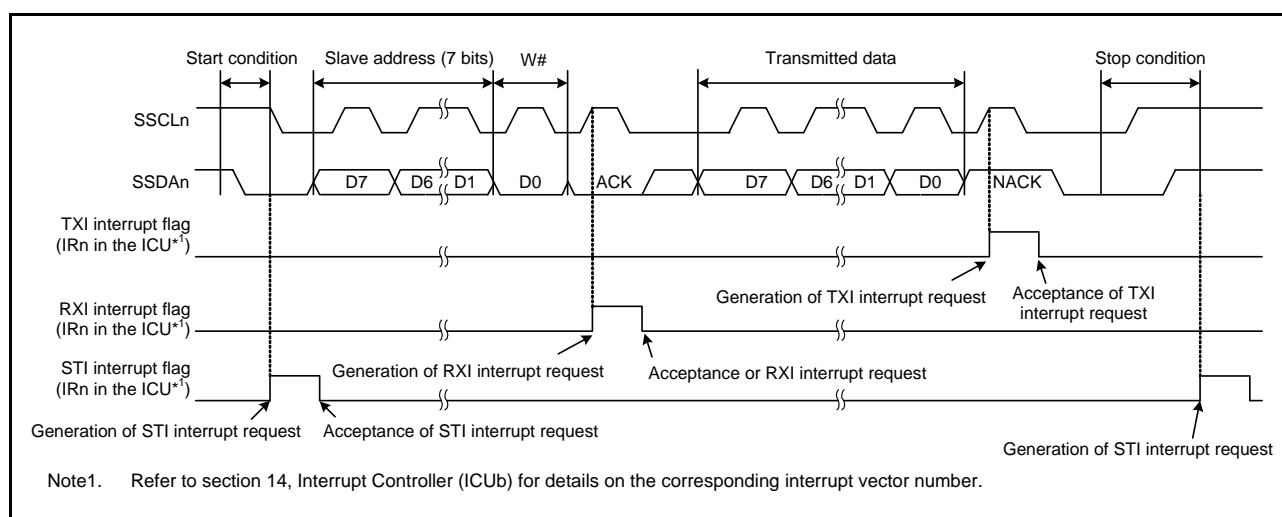 Start condition
Slave address (7 bits)
W#
Transmitted data
Stop condition
SSCLn
SSDAn
D7
D6
D1
D0
ACK
D7
D6
D1
D0
NACK
TXI interrupt flag
(IRn in the ICU*1)
Generation of TXI interrupt request
Acceptance of TXI
interrupt request
RXI interrupt flag
(IRn in the ICU*1)
Generation of RXI interrupt request
Acceptance or RXI interrupt request
STI interrupt flag
(IRn in the ICU*1)
Generation of STI interrupt request
Acceptance of STI interrupt request
Generation of STI interrupt request
Note1. Refer to section 14, Interrupt Controller (ICUb) for details on the corresponding interrupt vector number.